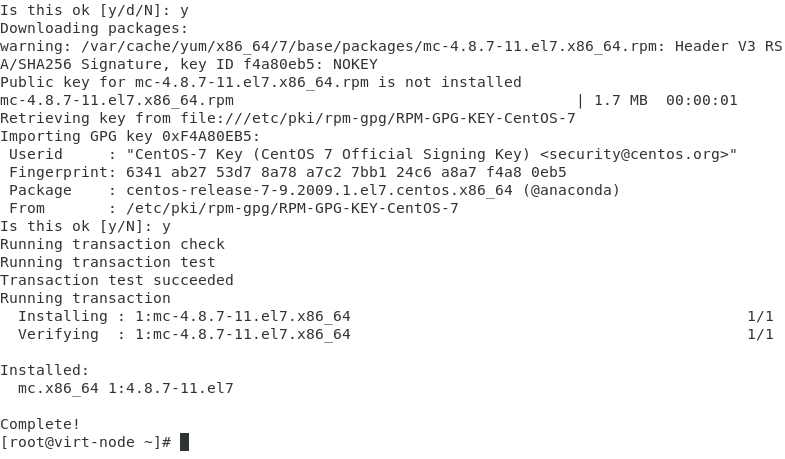 Is this ok [y/d/N]: y
Downloading packages:
warning: /var/cache/yum/x86_64/7/base/packages/mc-4.8.7-11.el7.x86_64.rpm: Header V3 RS
A/SHA256 Signature, key ID f4a80eb5: NOKEY
Public key for mc-4.8.7-11.el7.x86_64.rpm is not installed
mc-4.8.7-11.el7.x86_64.rpm                                      | 1.7 MB  00:00:01
Retrieving key from file:///etc/pki/rpm-gpg/RPM-GPG-KEY-CentOS-7
Importing GPG key 0xF4A80EB5:
 Userid     : "CentOS-7 Key (CentOS 7 Official Signing Key) <security@centos.org>"
 Fingerprint: 6341 ab27 53d7 8a78 a7c2 7bb1 24c6 a8a7 f4a8 0eb5
 Package    : centos-release-7-9.2009.1.el7.centos.x86_64 (@anaconda)
 From       : /etc/pki/rpm-gpg/RPM-GPG-KEY-CentOS-7
Is this ok [y/N]: y
Running transaction check
Running transaction test
Transaction test succeeded
Running transaction
  Installing : 1:mc-4.8.7-11.el7.x86_64                                            1/1
  Verifying  : 1:mc-4.8.7-11.el7.x86_64                                            1/1

Installed:
  mc.x86_64 1:4.8.7-11.el7

Complete!
[root@virt-node ~]#